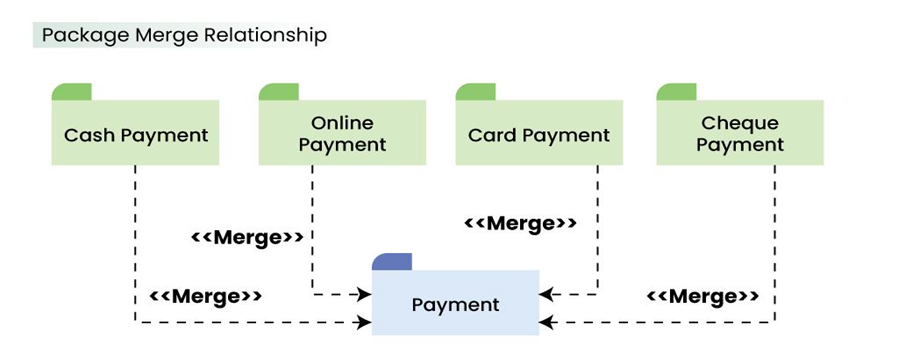 Package Merge Relationship
Cash Payment
Online
Payment
Card Payment
Cheque
Payment
<<Merge>>
<<Merge>>
<<Merge>>
<<Merge>>
Payment